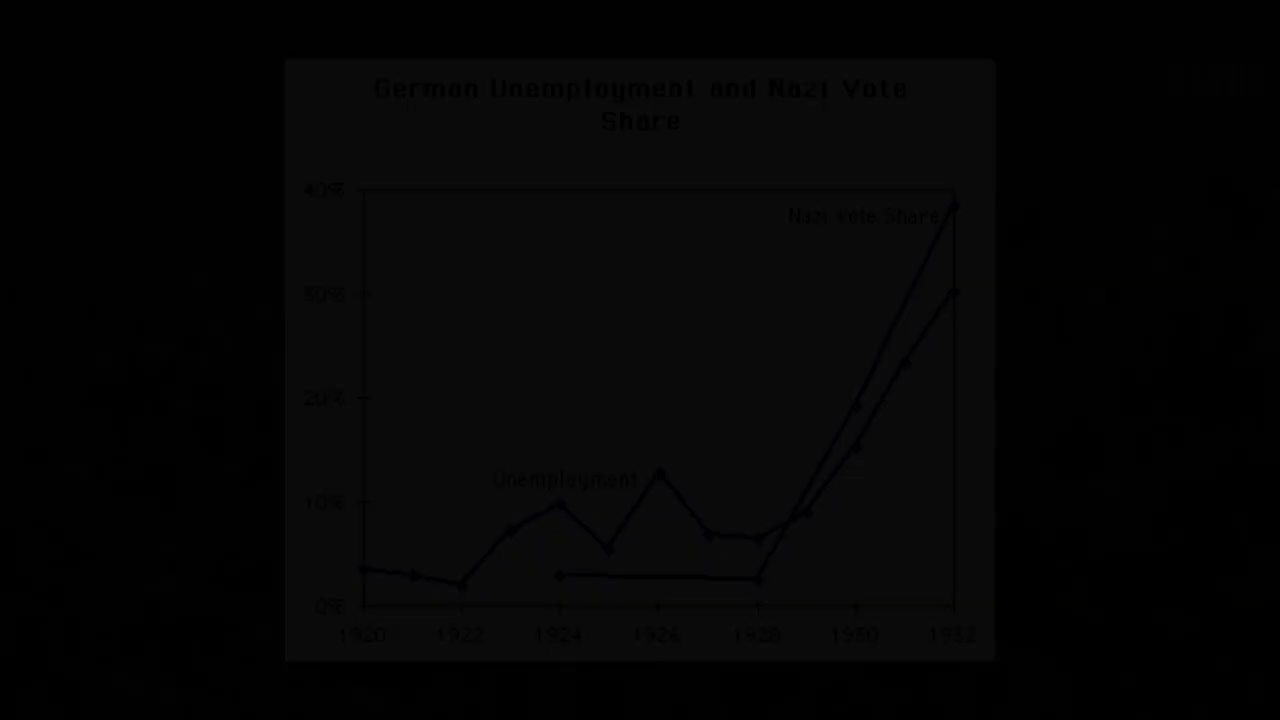 German Unemployment and Nazi Vote
Share
40%
Nazi Vote Share
30%
20%
Unemployment
10%
0%
1920 1922 1924 1926 1928 1930 1932